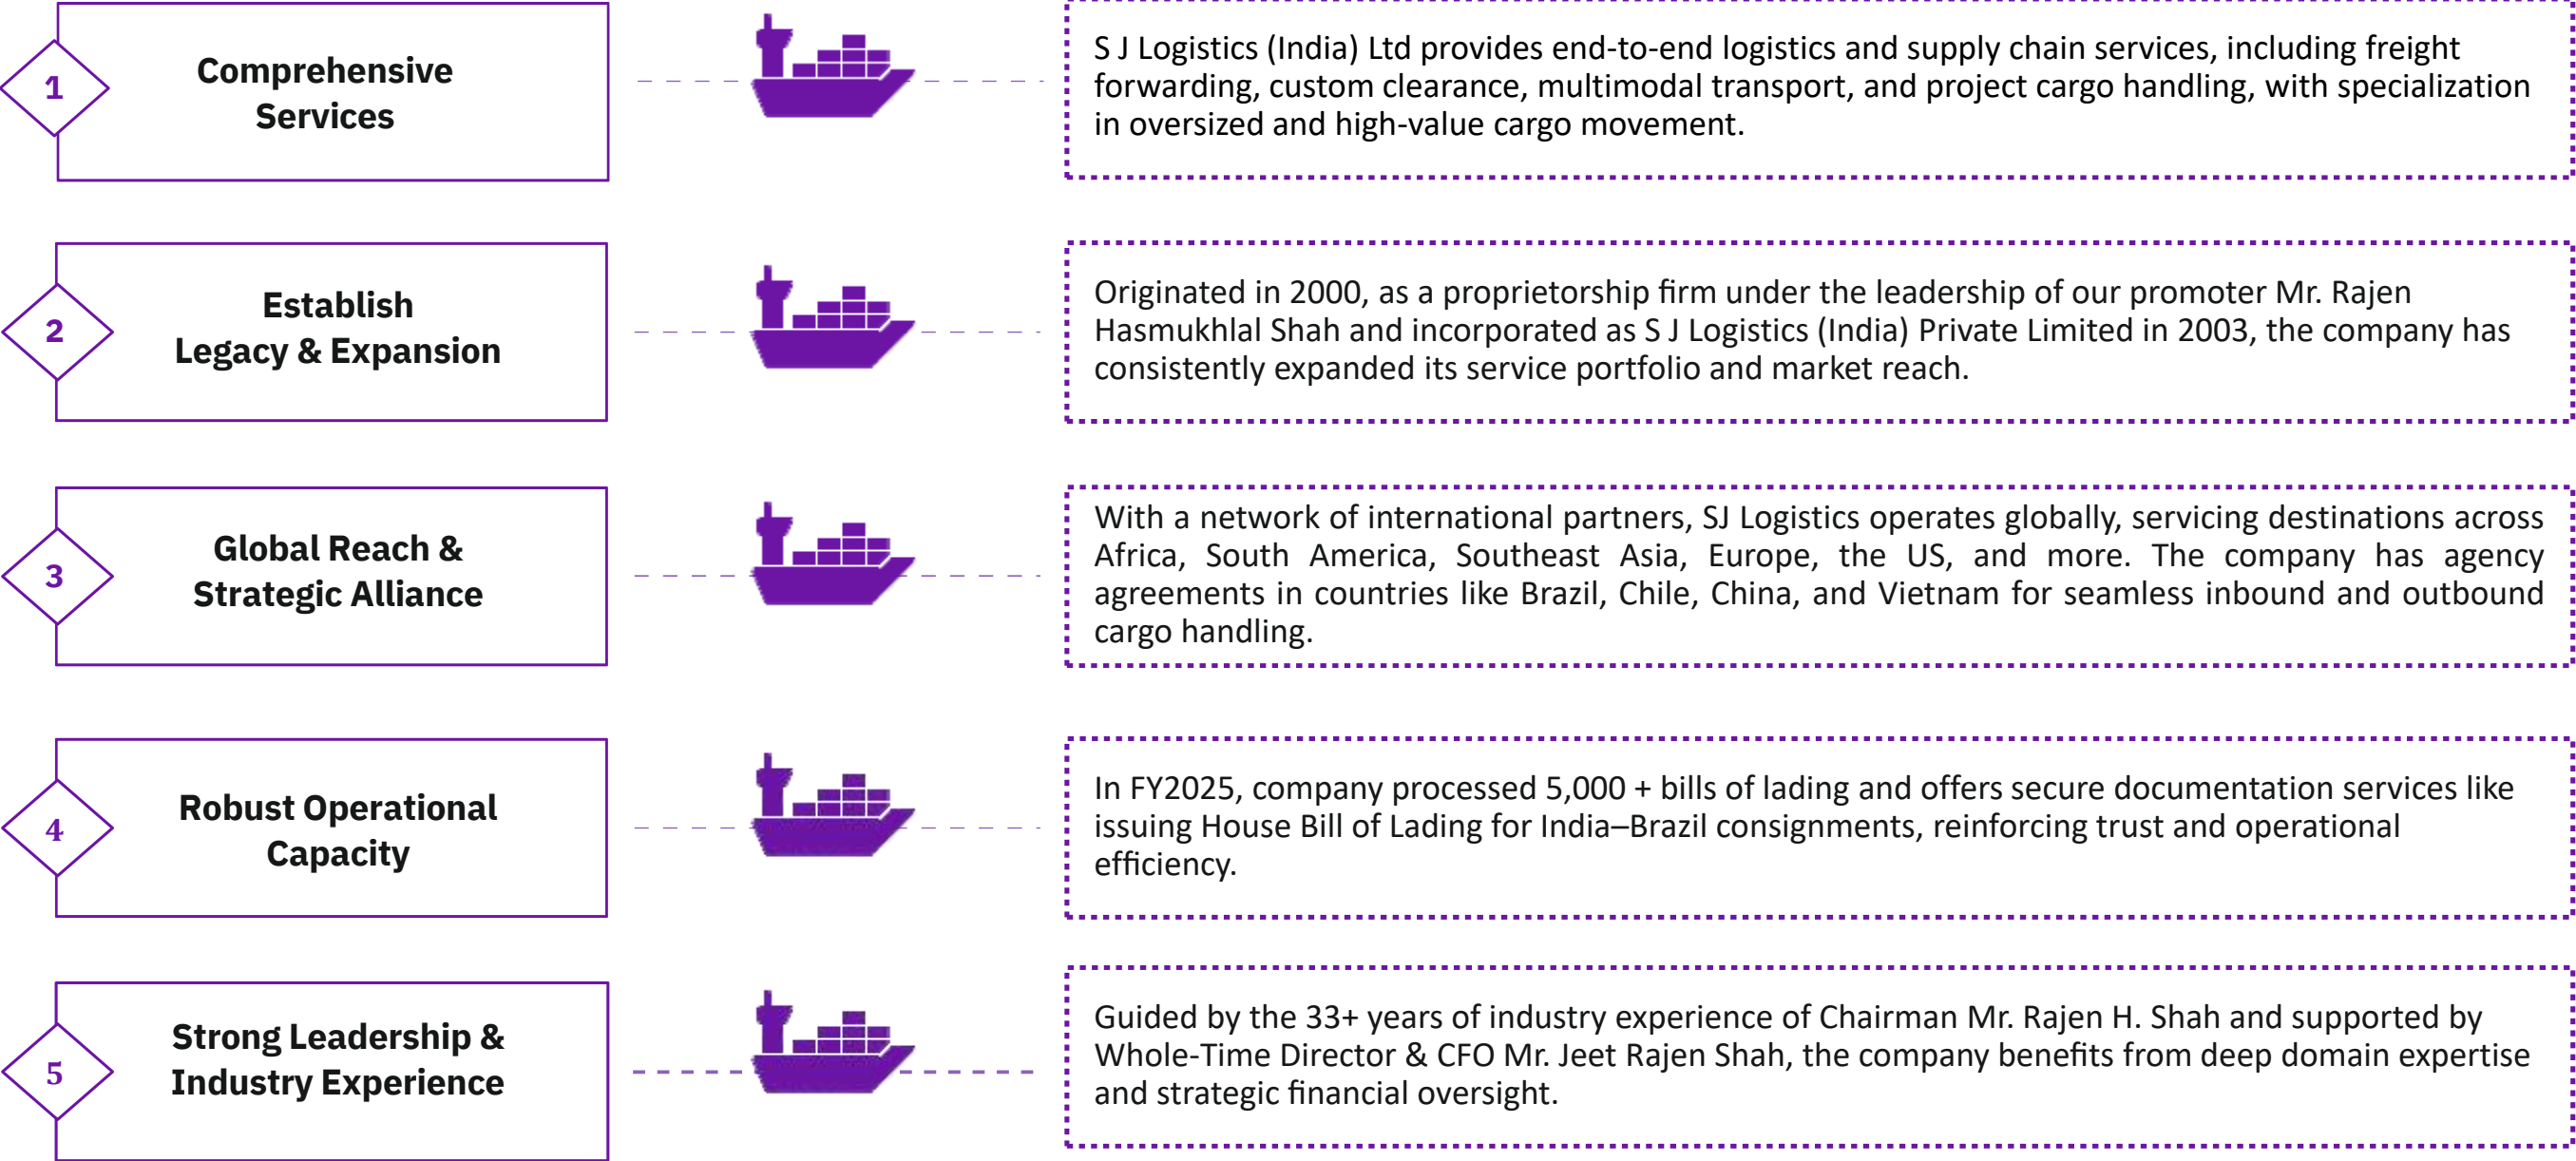 1
Comprehensive
Services
S J Logistics (India) Ltd provides end-to-end logistics and supply chain services, including freight
forwarding, custom clearance, multimodal transport, and project cargo handling, with specialization
in oversized and high-value cargo movement.
2
Establish
Legacy & Expansion
Originated in 2000, as a proprietorship firm under the leadership of our promoter Mr. Rajen
Hasmukhlal Shah and incorporated as S J Logistics (India) Private Limited in 2003, the company has
consistently expanded its service portfolio and market reach.
3
Global Reach &
Strategic Alliance
With a network of international partners, SJ Logistics operates globally, servicing destinations across
Africa, South America, Southeast Asia, Europe, the US, and more. The company has agency
agreements in countries like Brazil, Chile, China, and Vietnam for seamless inbound and outbound
cargo handling.
4
Robust Operational
Capacity
In FY2025, company processed 5,000 + bills of lading and offers secure documentation services like
issuing House Bill of Lading for India–Brazil consignments, reinforcing trust and operational
efficiency.
5
Strong Leadership &
Industry Experience
Guided by the 33+ years of industry experience of Chairman Mr. Rajen H. Shah and supported by
Whole-Time Director & CFO Mr. Jeet Rajen Shah, the company benefits from deep domain expertise
and strategic financial oversight.